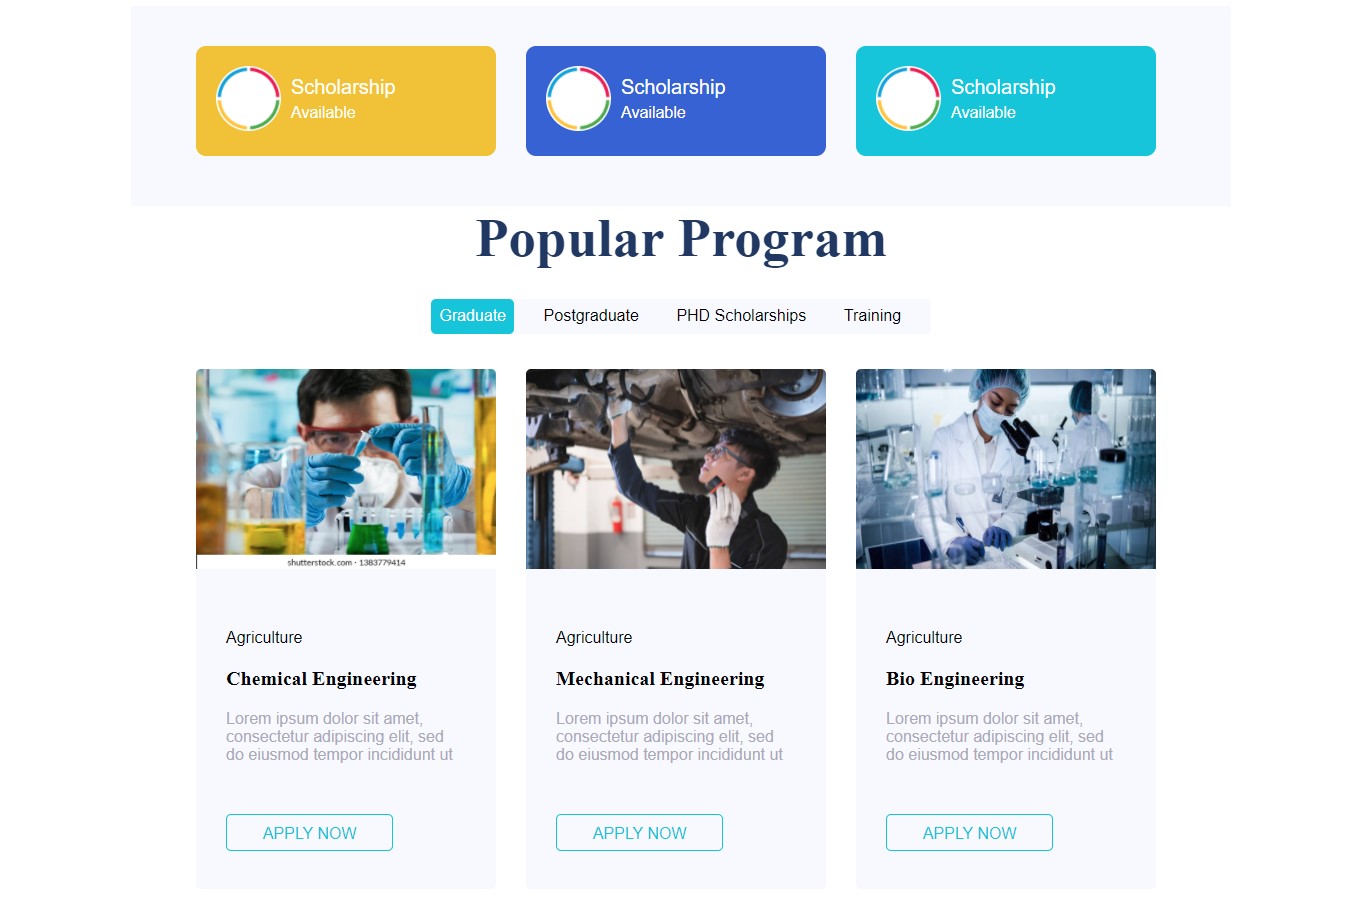 Scholarship
Available
Scholarship
Available
Scholarship
Available
Popular Program
Graduate Postgraduate PHD Scholarships Training
shutterstock.com · 1383779414
Agriculture
Chemical Engineering
Lorem ipsum dolor sit amet,
consectetur adipiscing elit, sed
do eiusmod tempor incididunt ut
APPLY NOW
Agriculture
Mechanical Engineering
Lorem ipsum dolor sit amet,
consectetur adipiscing elit, sed
do eiusmod tempor incididunt ut
APPLY NOW
Agriculture
Bio Engineering
Lorem ipsum dolor sit amet,
consectetur adipiscing elit, sed
do eiusmod tempor incididunt ut
APPLY NOW